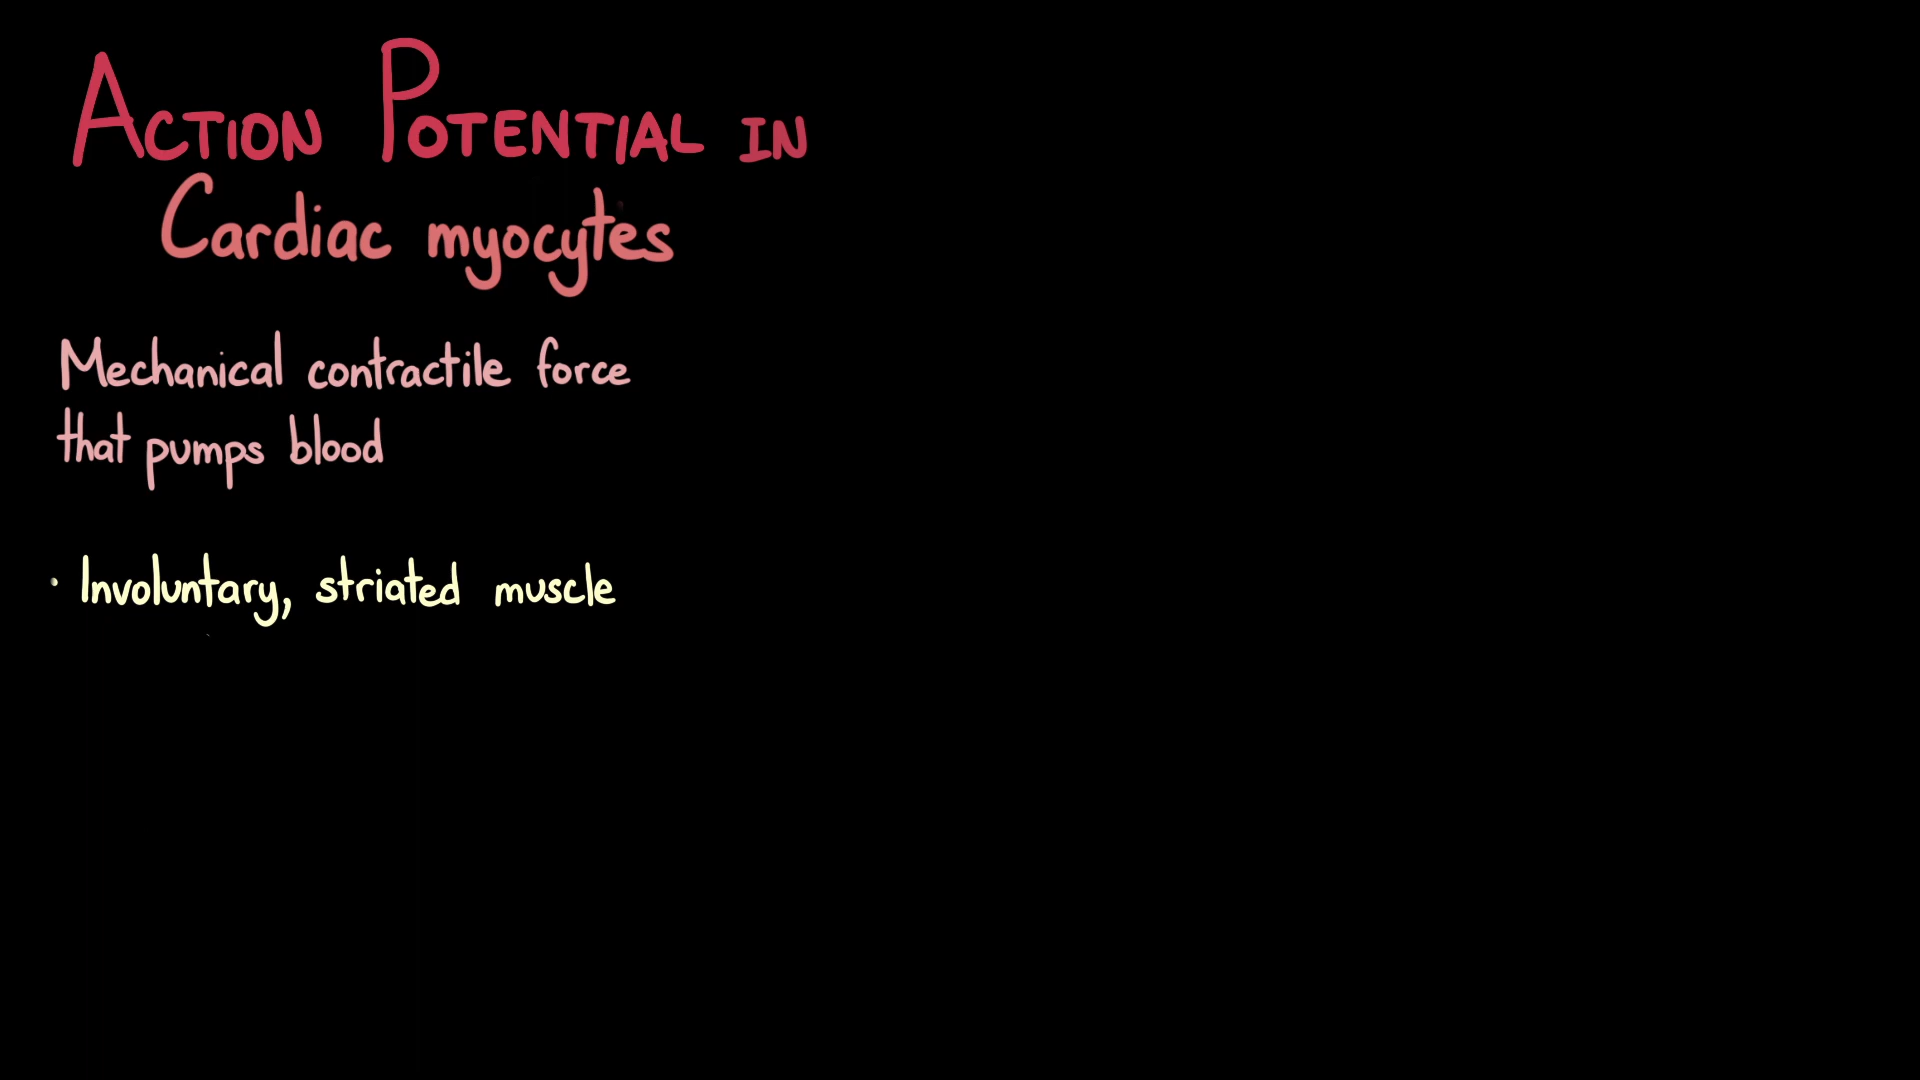 ACTION POTENTIAL IN
Cardiac myocytes
Mechanical contractile force
that pumps blood
• Involuntary, striated muscle